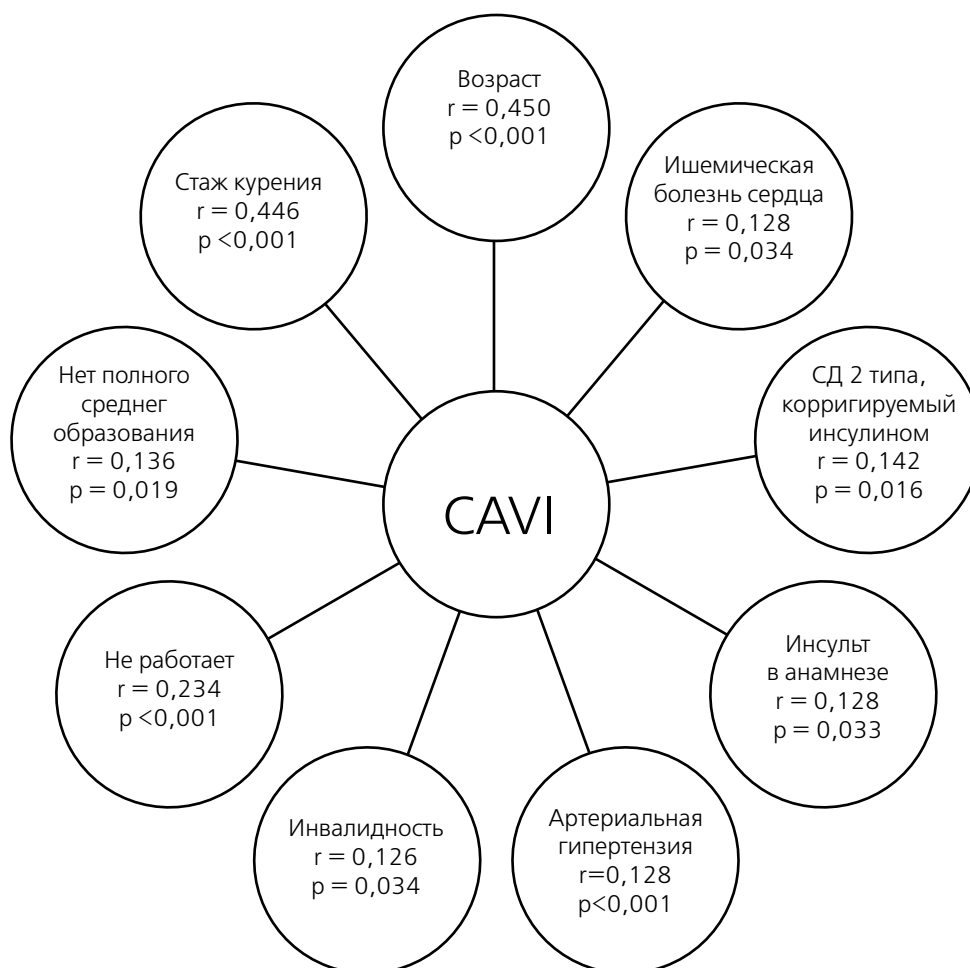 Возраст
r = 0,450
p <0,001
Ишемическая
болезнь сердца
r = 0,128
p = 0,034
СД 2 типа,
корригируемый
инсулином
r = 0,142
p = 0,016
Инсульт
в анамнезе
r = 0,128
p = 0,033
Артериальная
гипертензия
r=0,128
p<0,001
Инвалидность
r = 0,126
p = 0,034
Не работает
r = 0,234
p <0,001
Нет полного
среднег
образования
r = 0,136
p = 0,019
Стаж курения
r = 0,446
p <0,001
CAVI